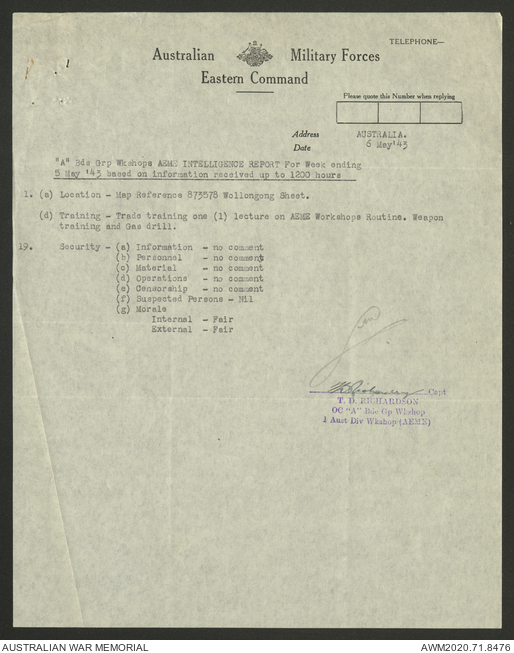 TELEPHONE—
Australian Military Forces
Eastern Command
Please quote this Number when replying
Address AUSTRALIA.
Date 6 May'43
"A" Bde Grp Wkshops AEME INTELLIGENCE REPORT For Week ending
5 May '43 based on information received up to 1200 hours
1. (a) Location - Map Reference 873578 Wollongong Sheet.
(d) Training - Trade training one (1) lecture on AEME Workshops Routine. Weapon
training and Gas drill.
19. Security - (a) Information - no comment
(b) Personnel - no comment
(c) Material - no comment
(d) Operations - no comment
(e) Censorship - no comment
(f) Suspected Persons - Nil
(g) Morale
Internal - Fair
External - Fair
Capt
T. D. RICHARDSON
OC "A" Bde Gp Wkshop
1 Aust Div Wkshop (AEME)
AUSTRALIAN WAR MEMORIAL
AWM2020.71.8476